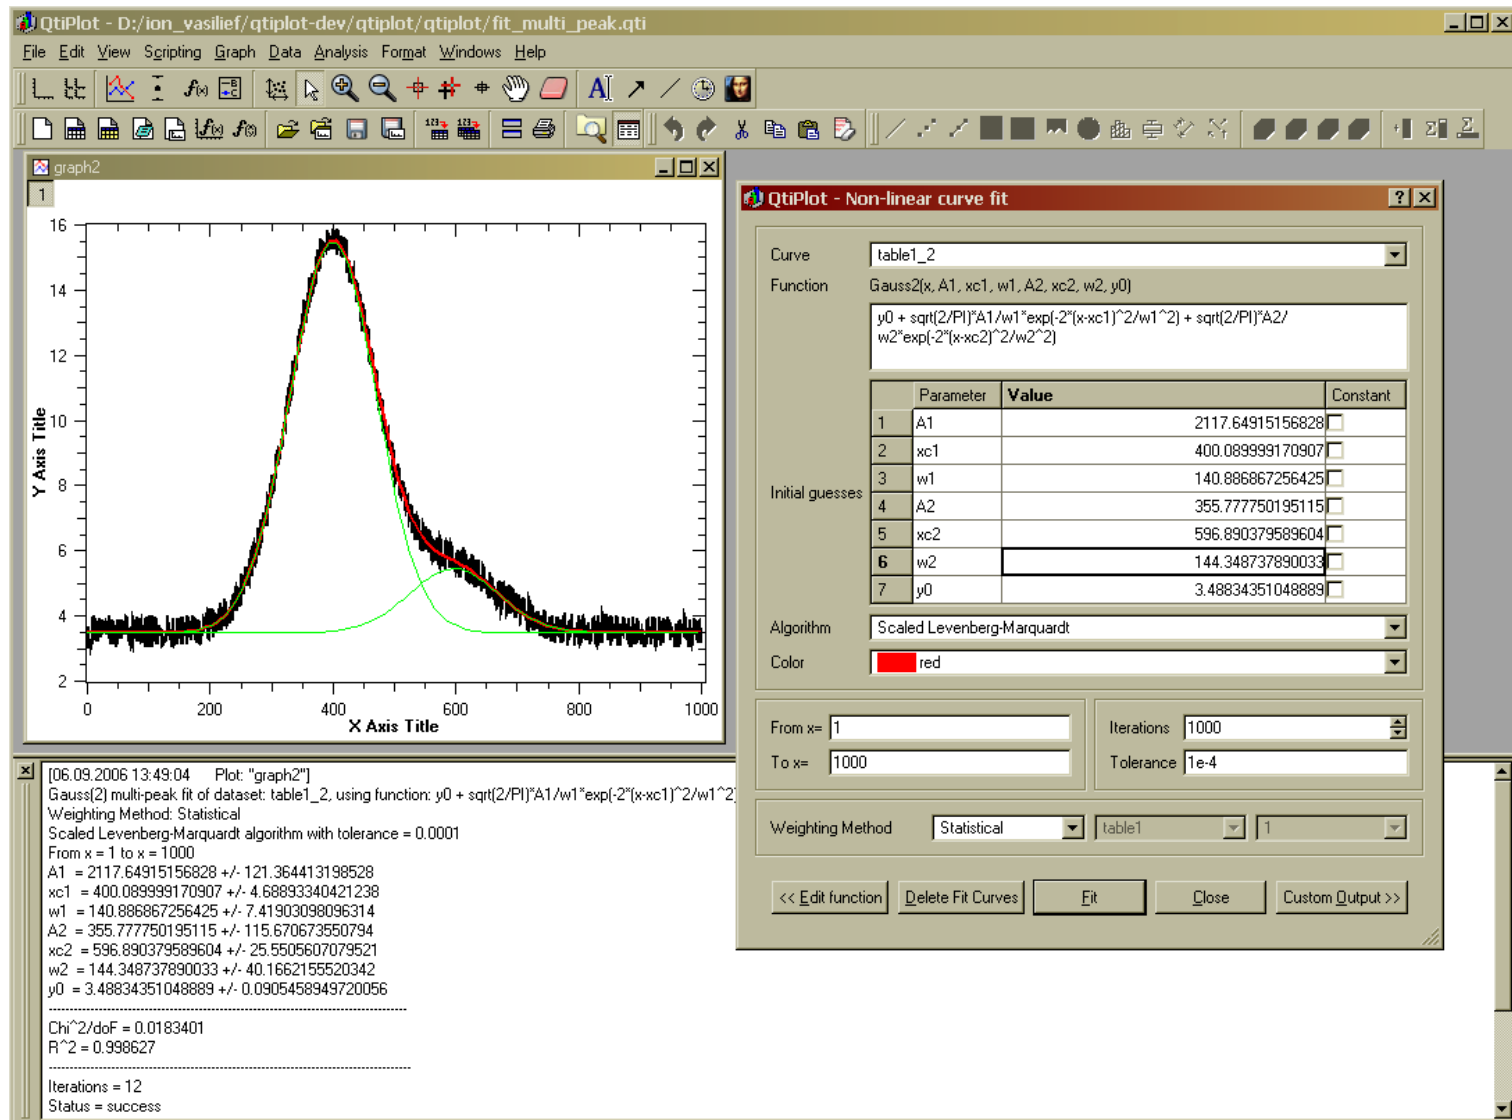 QtiPlot - D:/ion_vasilief/qtiplot-dev/qtiplot/qtiplot/fit_multi_peak.qti
File Edit View Scripting Graph Data Analysis Format Windows Help
graph2
1
16
14
12
10
8
6
4
2
0 200 400 600 800 1000
Y Axis Title
X Axis Title
QtiPlot - Non-linear curve fit
Curve table1_2
Function Gauss2(x, A1, xc1, w1, A2, xc2, w2, y0)
y0 + sqrt(2/PI)*A1/w1*exp(-2*(x-xc1)^2/w1^2) + sqrt(2/PI)*A2/
w2*exp(-2*(x-xc2)^2/w2^2)
Initial guesses
Parameter Value Constant
1 A1 2117.64915156828
2 xc1 400.089999170907
3 w1 140.886867256425
4 A2 355.777750195115
5 xc2 596.890379589604
6 w2 144.348737890033
7 y0 3.48834351048889
Algorithm Scaled Levenberg-Marquardt
Color red
From x= 1 Iterations 1000
To x= 1000 Tolerance 1e-4
Weighting Method Statistical table1 1
<< Edit function Delete Fit Curves Fit Close Custom Output >>
[06.09.2006 13:49:04 Plot: "graph2"]
Gauss(2) multi-peak fit of dataset: table1_2, using function: y0 + sqrt(2/PI)*A1/w1*exp(-2*(x-xc1)^2/w1^2)
Weighting Method: Statistical
Scaled Levenberg-Marquardt algorithm with tolerance = 0.0001
From x = 1 to x = 1000
A1 = 2117.64915156828 +/- 121.364413198528
xc1 = 400.089999170907 +/- 4.68893340421238
w1 = 140.886867256425 +/- 7.41903098096314
A2 = 355.777750195115 +/- 115.670673550794
xc2 = 596.890379589604 +/- 25.5505607079521
w2 = 144.348737890033 +/- 40.1662155520342
y0 = 3.48834351048889 +/- 0.0905458949720056
--------------------------------------------------------------------------------------
Chi^2/doF = 0.0183401
R^2 = 0.998627
---------------------------------------------------------------------------------------
Iterations = 12
Status = success